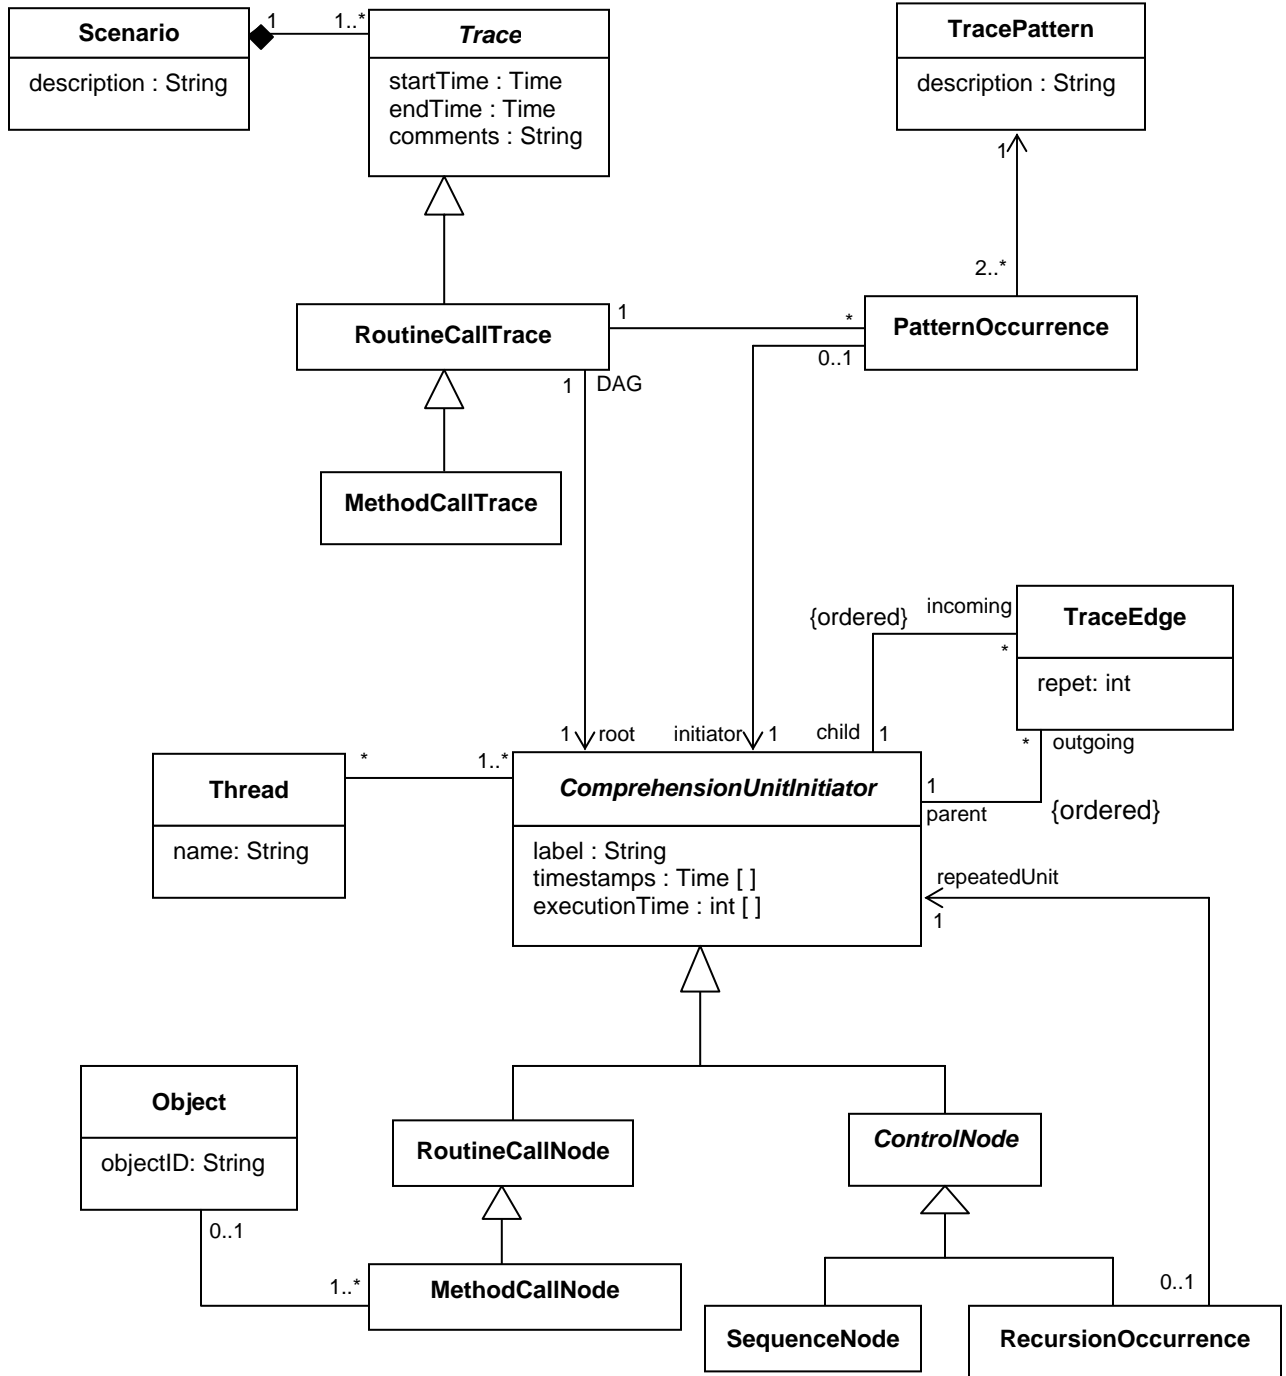 Scenario
description : String
1
1..*
Trace
startTime : Time
endTime : Time
comments : String
TracePattern
description : String
1
2..*
RoutineCallTrace
1
*
PatternOccurrence
0..1
1
DAG
MethodCallTrace
{ordered}
incoming
*
TraceEdge
repet: int
1
root
initiator
1
child
1
*
outgoing
Thread
name: String
*
1..*
ComprehensionUnitInitiator
label : String
timestamps : Time [ ]
executionTime : int [ ]
1
parent
{ordered}
repeatedUnit
1
Object
objectID: String
0..1
RoutineCallNode
ControlNode
1..*
MethodCallNode
0..1
SequenceNode
RecursionOccurrence